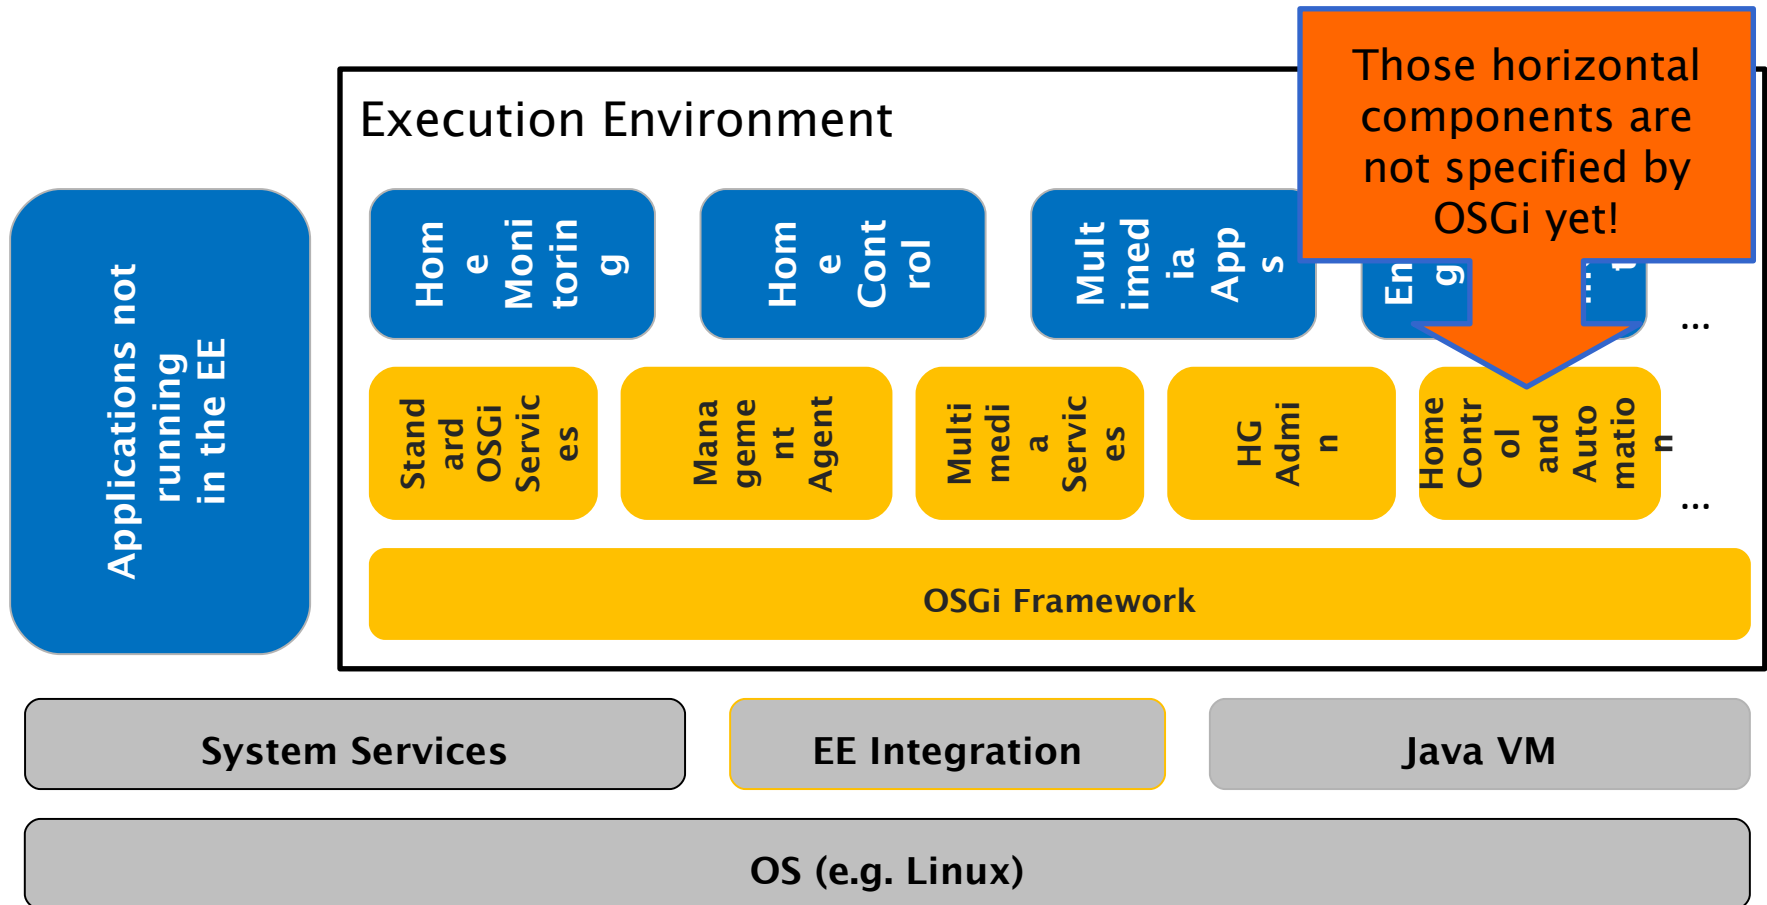 Those horizontal
components are
not specified by
OSGi yet!
Execution Environment
Applications not
running
in the EE
Hom
e
Moni
torin
g
Hom
e
Cont
rol
Mult
imed
ia
App
s
En
g
t
...
Stand
ard
OSGi
Servic
es
Mana
geme
nt
Agent
Multi
medi
a
Servic
es
HG
Admi
n
Home
Contr
ol
and
Auto
matio
n
...
OSGi Framework
System Services
EE Integration
Java VM
OS (e.g. Linux)